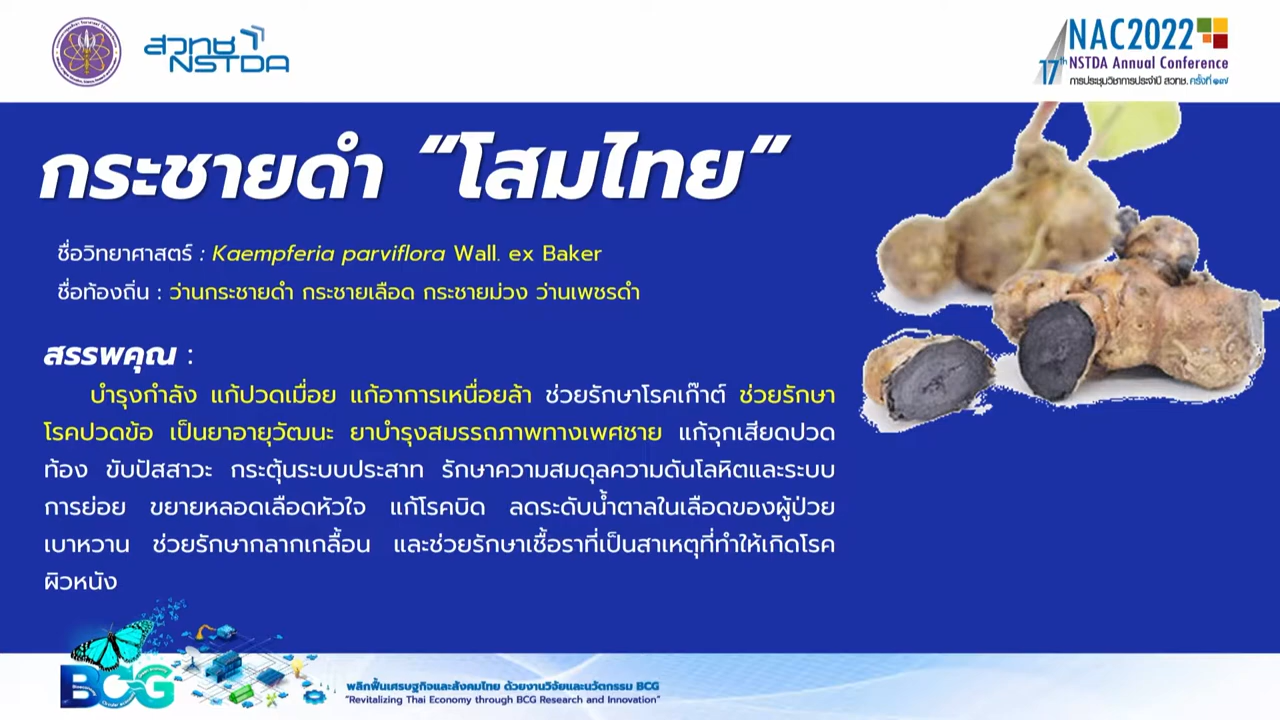 สวทช
NSTDA
NAC2022
17th NSTDA Annual Conference
การประชุมวิชาการประจำปี สวทช. ครั้งที่ ๑๗
กระชายดำ “โสมไทย”
ชื่อวิทยาศาสตร์ : Kaempferia parviflora Wall. ex Baker
ชื่อท้องถิ่น : ว่านกระชายดำ กระชายเลือด กระชายม่วง ว่านเพชรดำ
สรรพคุณ :
บำรุงกำลัง แก้ปวดเมื่อย แก้อาการเหนื่อยล้า ช่วยรักษาโรคเก๊าต์ ช่วยรักษา
โรคปวดข้อ เป็นยาอายุวัฒนะ ยาบำรุงสมรรถภาพทางเพศชาย แก้จุกเสียดปวด
ท้อง ขับปัสสาวะ กระตุ้นระบบประสาท รักษาความสมดุลความดันโลหิตและระบบ
การย่อย ขยายหลอดเลือดหัวใจ แก้โรคบิด ลดระดับน้ำตาลในเลือดของผู้ป่วย
เบาหวาน ช่วยรักษากลากเกลื้อน และช่วยรักษาเชื้อราที่เป็นสาเหตุที่ทำให้เกิดโรค
ผิวหนัง
BCG
พลิกฟื้นเศรษฐกิจและสังคมไทย ด้วยงานวิจัยและนวัตกรรม BCG
“Revitalizing Thai Economy through BCG Research and Innovation”